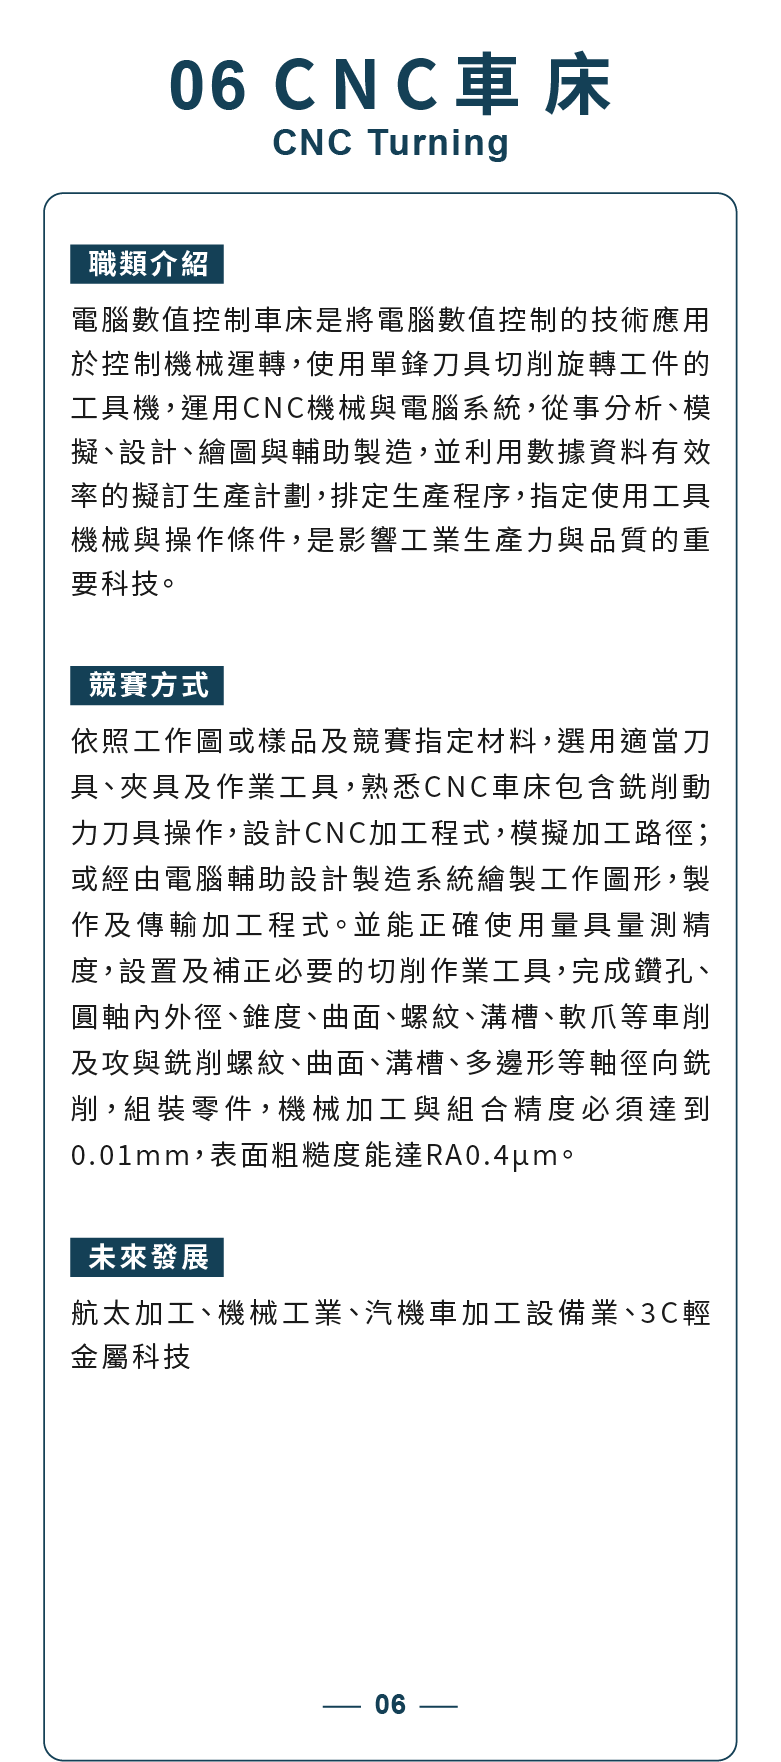 06 CNC車床
CNC Turning
職類介紹
電腦數值控制車床是將電腦數值控制的技術應用
於控制機械運轉，使用單鋒刀具切削旋轉工件的
工具機，運用CNC機械與電腦系統，從事分析、模
擬、設計、繪圖與輔助製造，並利用數據資料有效
率的擬訂生產計劃，排定生產程序，指定使用工具
機械與操作條件，是影響工業生產力與品質的重
要科技。
競賽方式
依照工作圖或樣品及競賽指定材料，選用適當刀
具、夾具及作業工具，熟悉CNC車床包含銑削動
力刀具操作，設計CNC加工程式，模擬加工路徑；
或經由電腦輔助設計製造系統繪製工作圖形，製
作及傳輸加工程式。並能正確使用量具量測精
度，設置及補正必要的切削作業工具，完成鑽孔、
圓軸內外徑、錐度、曲面、螺紋、溝槽、軟爪等車削
及攻與銑削螺紋、曲面、溝槽、多邊形等軸徑向銑
削，組裝零件，機械加工與組合精度必須達到
0.01mm，表面粗糙度能達RA0.4μm。
未來發展
航太加工、機械工業、汽機車加工設備業、3C輕
金屬科技
06